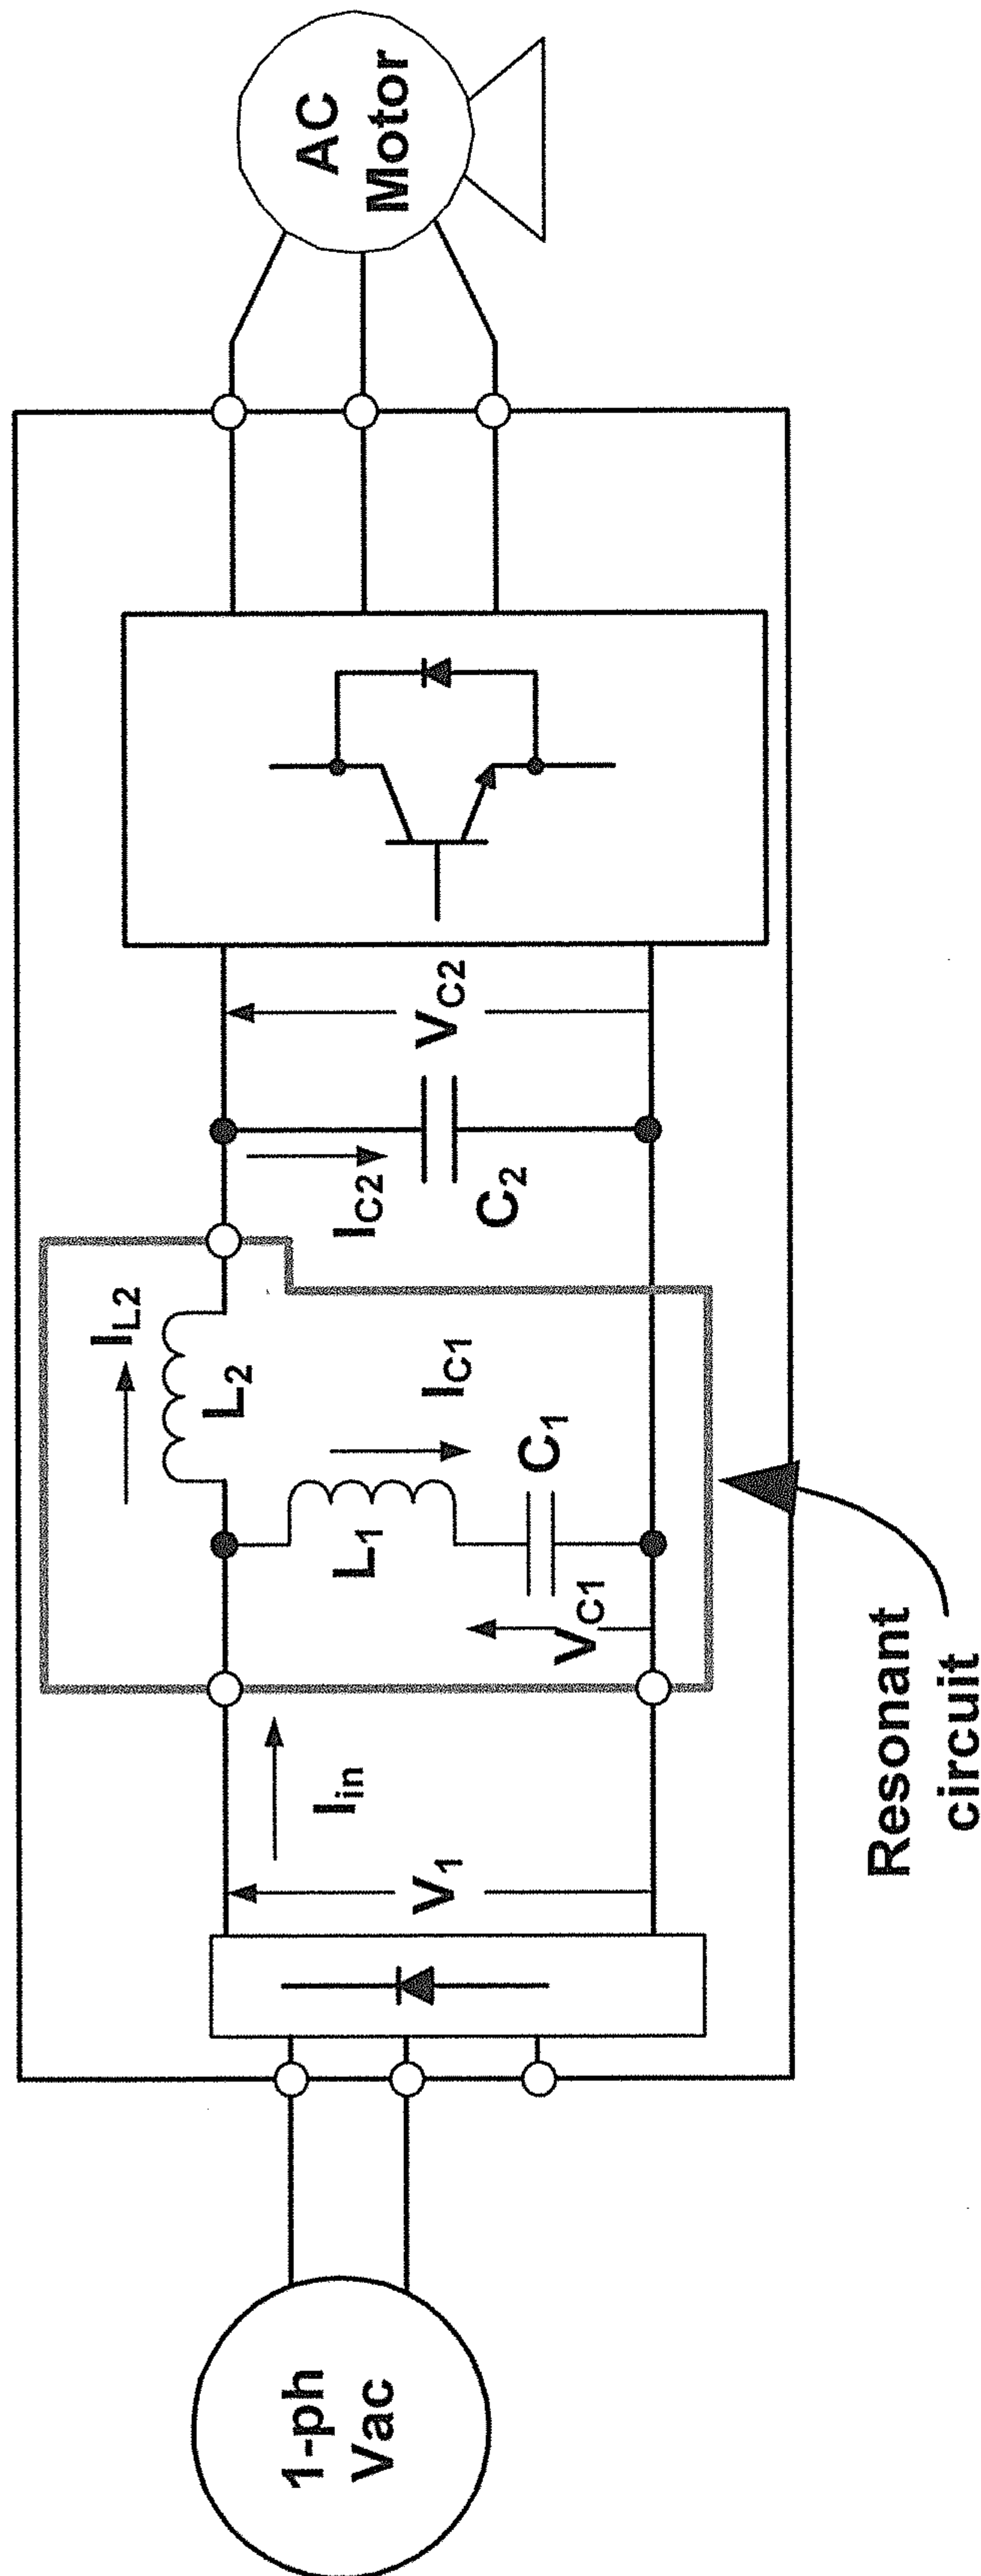 1-ph
Vac
V1
Iin
VC1
L1
C1
IC1
L2
IL2
IC2
C2
VC2
AC
Motor
Resonant
circuit